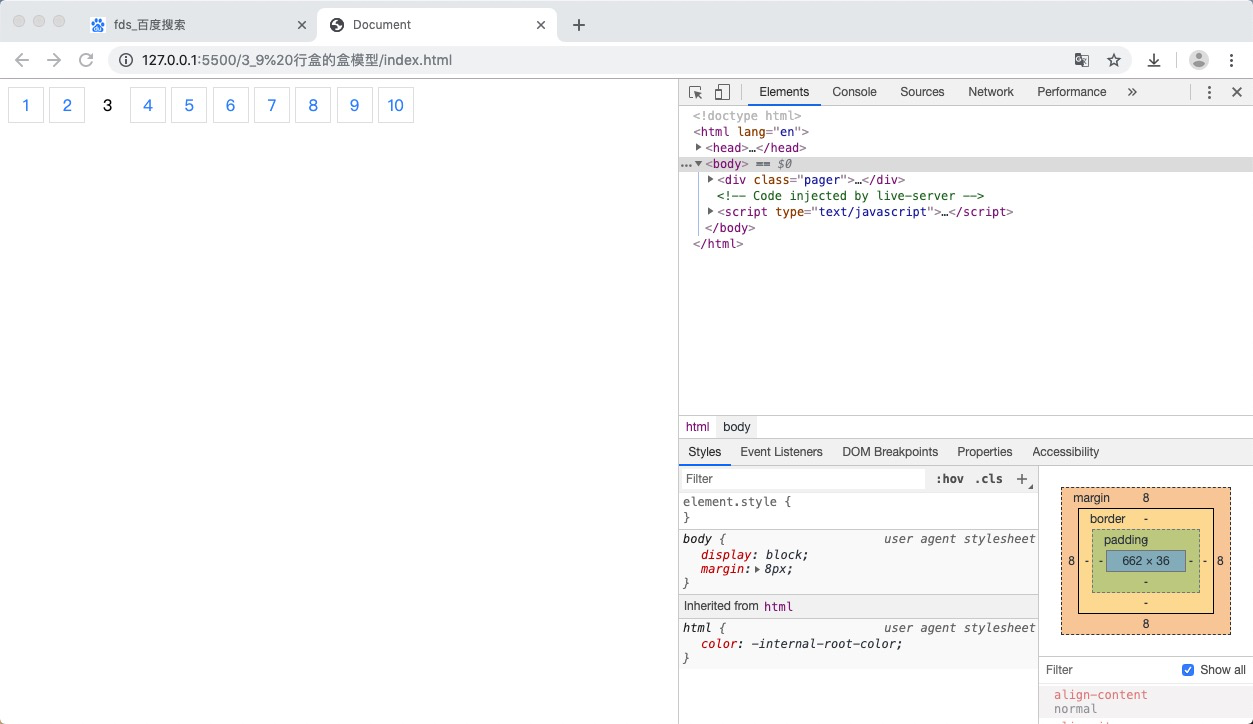 fds_百度搜索
Document
127.0.0.1:5500/3_9%20行盒的盒模型/index.html
1 2 3 4 5 6 7 8 9 10
Elements Console Sources Network Performance »
<!doctype html>
<html lang="en">
<head>…</head>
<body> == $0
<div class="pager">…</div>
<!-- Code injected by live-server -->
<script type="text/javascript">…</script>
</body>
</html>
html body
Styles Event Listeners DOM Breakpoints Properties Accessibility
Filter :hov .cls +
element.style {
}
body { user agent stylesheet
display: block;
margin: 8px;
}
Inherited from html
html { user agent stylesheet
color: -internal-root-color;
}
margin 8
border -
padding -
8 - - 662 × 36 - - 8
-
-
8
Filter Show all
align-content
normal